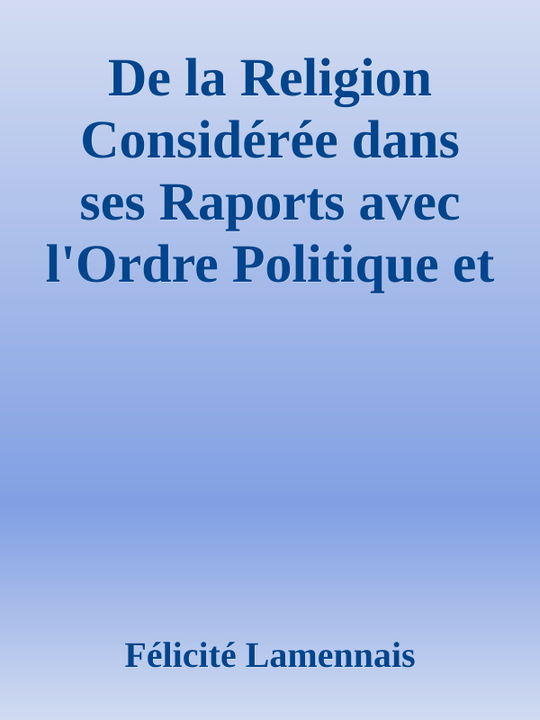 De la Religion
Considérée dans
ses Raports avec
l'Ordre Politique et
Félicité Lamennais